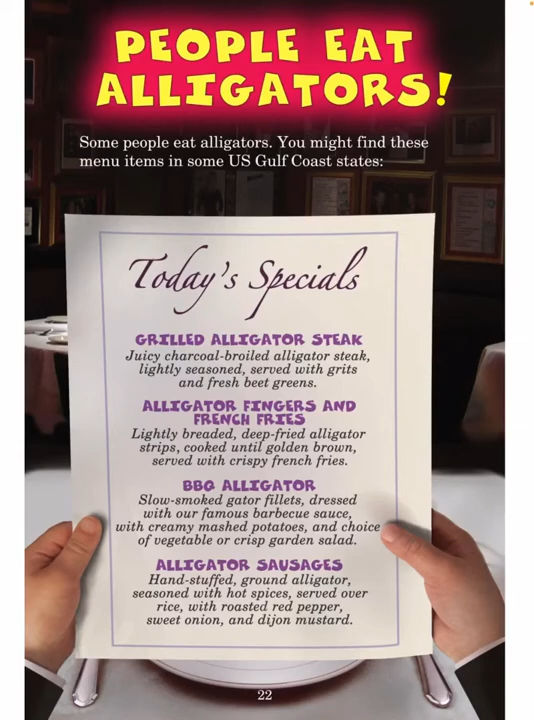 PEOPLE EAT
ALLIGATORS!
Some people eat alligators. You might find these
menu items in some US Gulf Coast states:
Today's Specials
GRILLED ALLIGATOR STEAK
Juicy charcoal-broiled alligator steak,
lightly seasoned, served with grits
and fresh beet greens.
ALLIGATOR FINGERS AND
FRENCH FRIES
Lightly breaded, deep-fried alligator
strips, cooked until golden brown,
served with crispy french fries.
BBQ ALLIGATOR
Slow-smoked gator fillets, dressed
with our famous barbecue sauce,
with creamy mashed potatoes, and choice
of vegetable or crisp garden salad.
ALLIGATOR SAUSAGES
Hand-stuffed, ground alligator,
seasoned with hot spices, served over
rice, with roasted red pepper,
sweet onion, and dijon mustard.
22